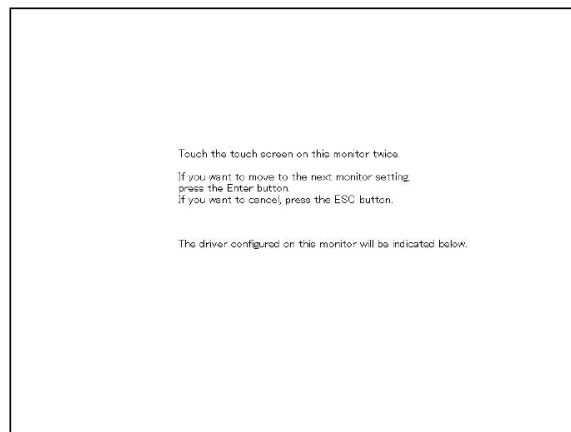 Touch the touch screen on this monitor twice.
If you want to move to the next monitor setting,
press the Enter button.
If you want to cancel, press the ESC button.
The driver configured on this monitor will be indicated below.